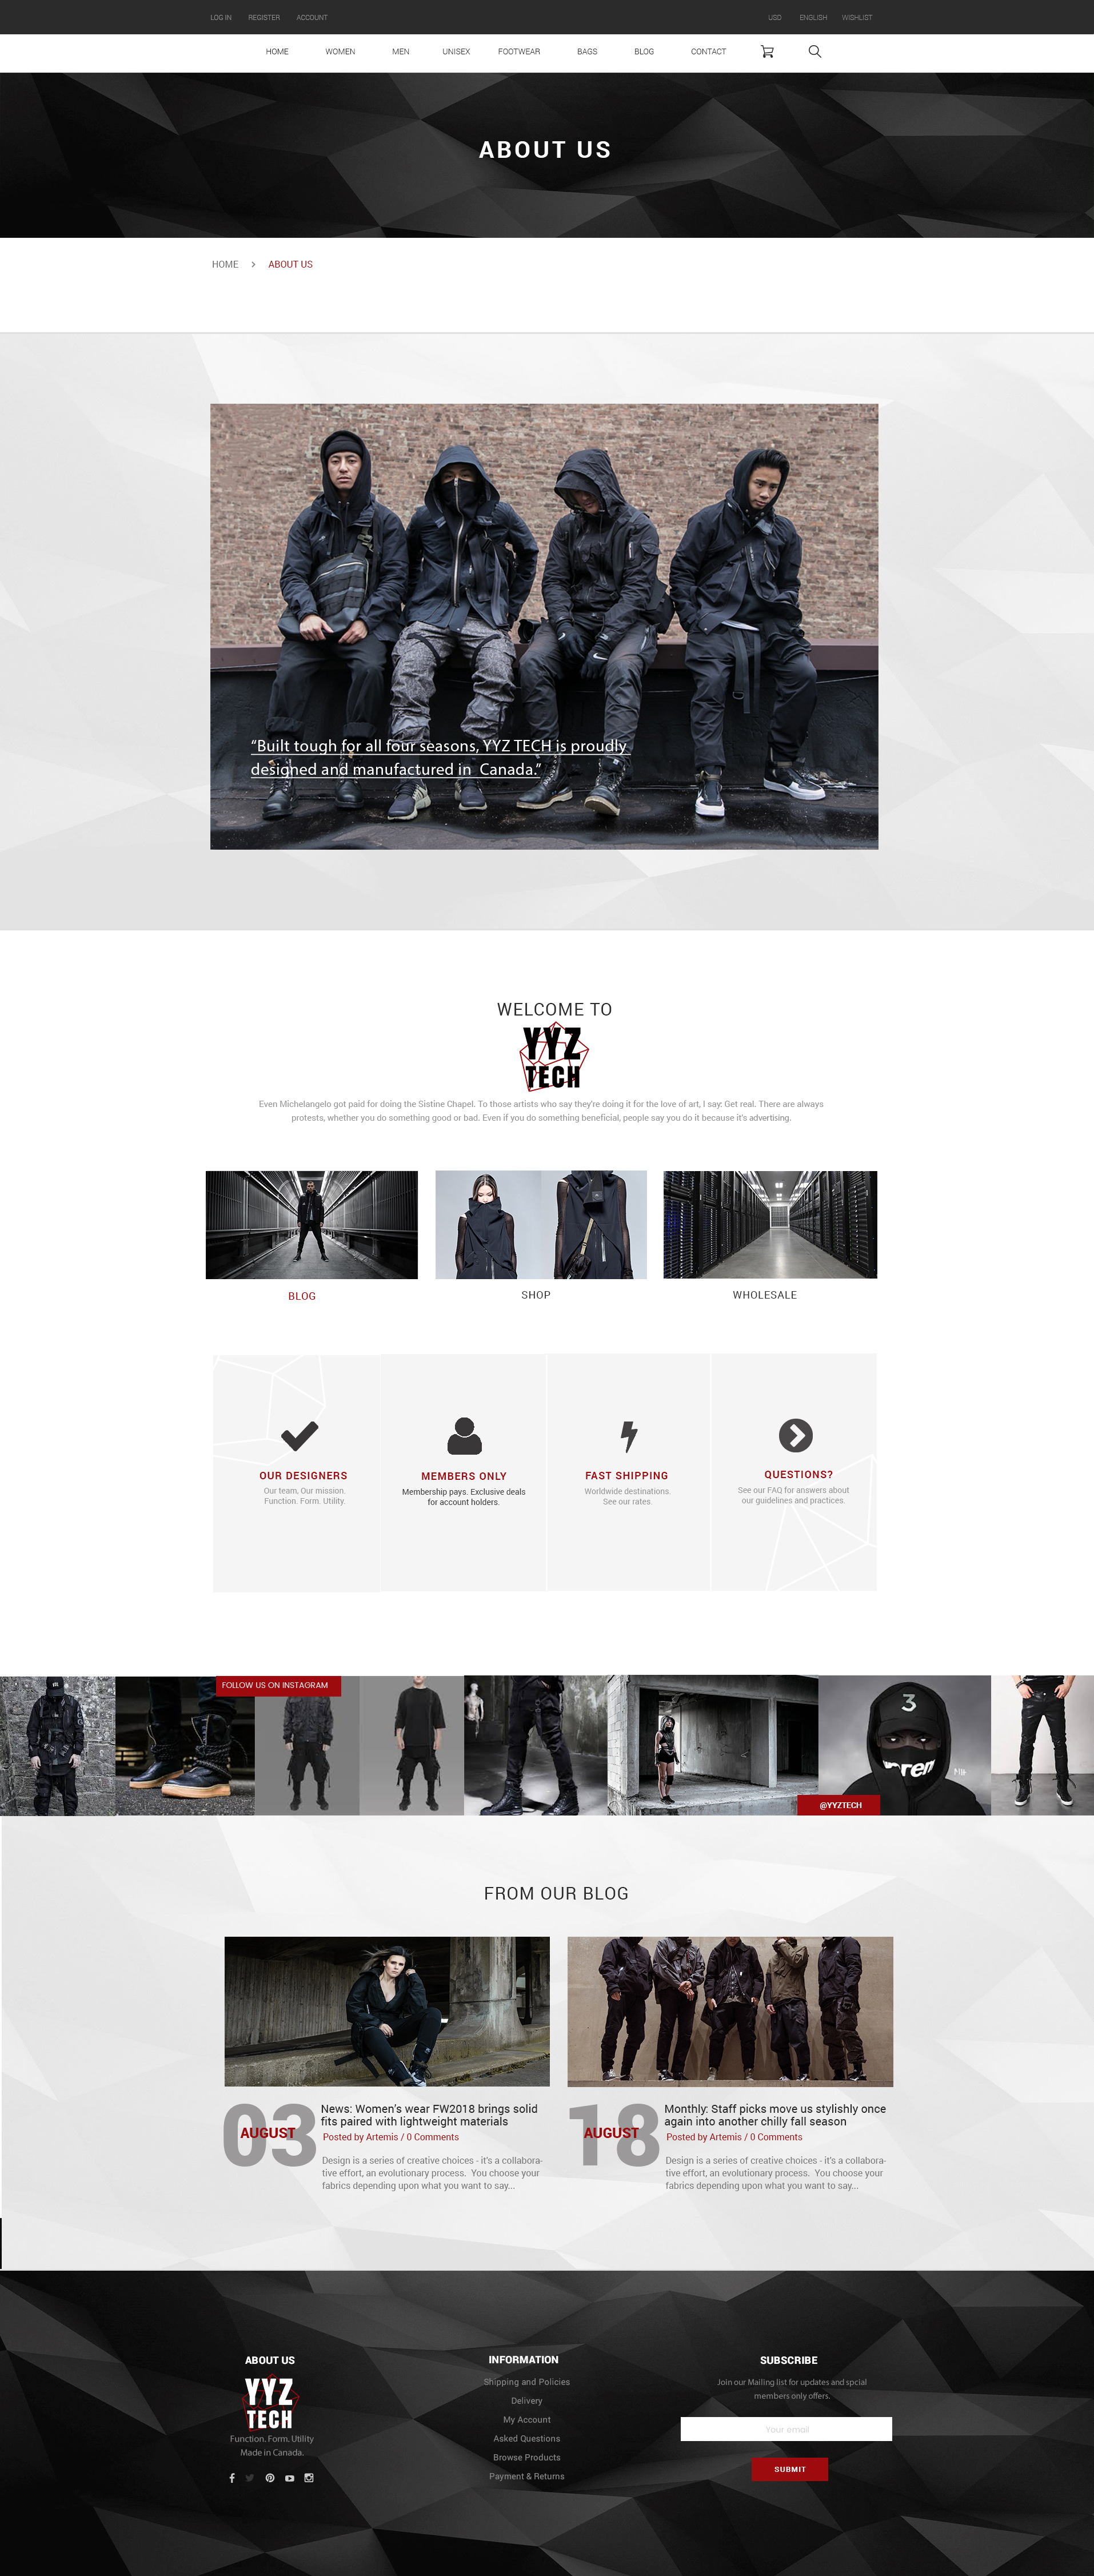 LOG IN REGISTER ACCOUNT USD ENGLISH WISHLIST
HOME WOMEN MEN UNISEX FOOTWEAR BAGS BLOG CONTACT
ABOUT US
HOME > ABOUT US
“Built tough for all four seasons, YYZ TECH is proudly
designed and manufactured in Canada.”
WELCOME TO
YYZ
TECH
Even Michelangelo got paid for doing the Sistine Chapel. To those artists who say they're doing it for the love of art, I say: Get real. There are always
protests, whether you do something good or bad. Even if you do something beneficial, people say you do it because it's advertising.
BLOG
SHOP
WHOLESALE
OUR DESIGNERS
Our team, Our mission.
Function. Form. Utility.
MEMBERS ONLY
Membership pays. Exclusive deals
for account holders.
FAST SHIPPING
Worldwide destinations.
See our rates.
QUESTIONS?
See our FAQ for answers about
our guidelines and practices.
FOLLOW US ON INSTAGRAM
3
prem
@YYZTECH
FROM OUR BLOG
03
AUGUST
News: Women's wear FW2018 brings solid
fits paired with lightweight materials
Posted by Artemis / 0 Comments
Design is a series of creative choices - it's a collabora-
tive effort, an evolutionary process. You choose your
fabrics depending upon what you want to say...
18
AUGUST
Monthly: Staff picks move us stylishly once
again into another chilly fall season
Posted by Artemis / 0 Comments
Design is a series of creative choices - it's a collabora-
tive effort, an evolutionary process. You choose your
fabrics depending upon what you want to say...
ABOUT US
YYZ
TECH
Function. Form. Utility
Made in Canada.
INFORMATION
Shipping and Policies
Delivery
My Account
Asked Questions
Browse Products
Payment & Returns
SUBSCRIBE
Join our Mailing list for updates and spcial
members only offers.
Your email
SUBMIT